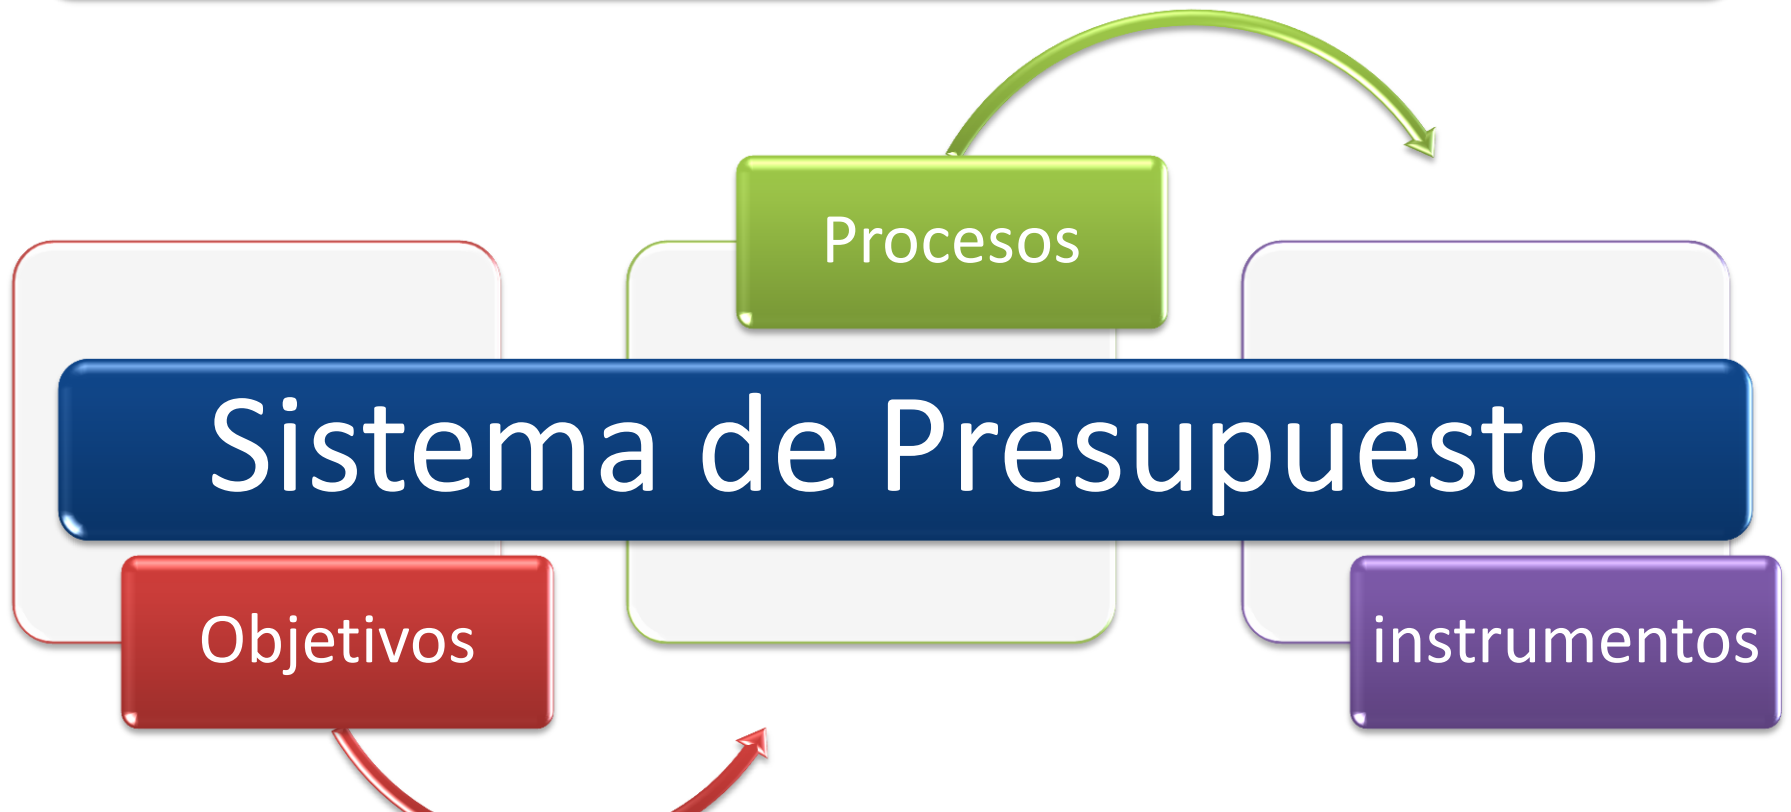 Procesos
Sistema de Presupuesto
Objetivos
instrumentos